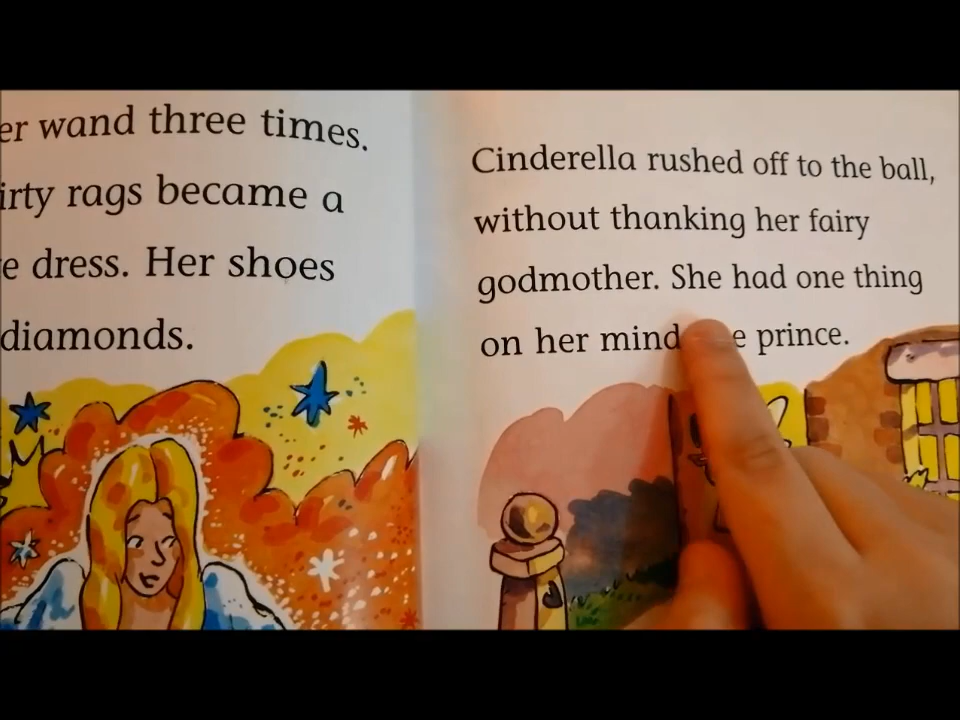 er wand three times.
irty rags became a
e dress. Her shoes
diamonds.
Cinderella rushed off to the ball,
without thanking her fairy
godmother. She had one thing
on her mind e prince.